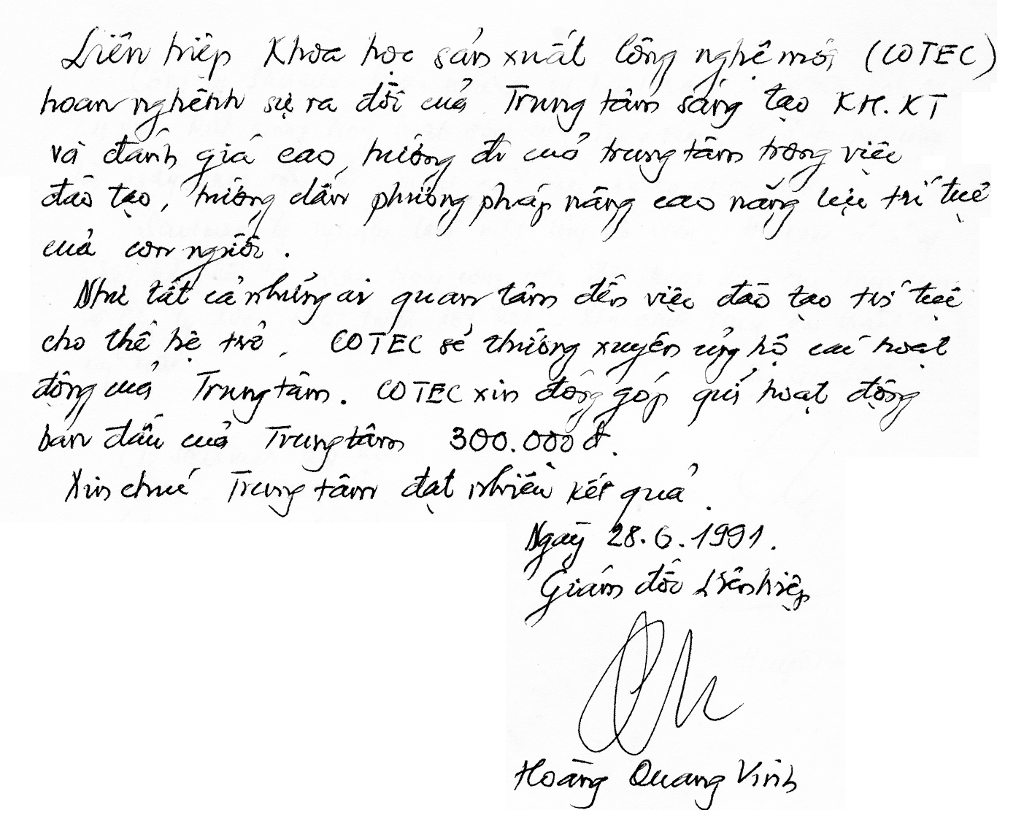 Liên hiệp Khoa học sản xuất Công nghệ mới (COTEC)
hoan nghênh sự ra đời của Trung tâm sáng tạo KH.KT
và đánh giá cao hướng đi của trung tâm trong việc
đào tạo, hướng dẫn phương pháp nâng cao năng lực trí tuệ
của con người.
Như tất cả những ai quan tâm đến việc đào tạo trí tuệ
cho thế hệ trẻ, COTEC sẽ thường xuyên ủng hộ các hoạt
động của Trung tâm. COTEC xin đóng góp quỹ hoạt động
ban đầu của Trung tâm 300.000đ.
Xin chúc Trung tâm đạt nhiều kết quả.
Ngày 28.6.1991.
Giám đốc Liên hiệp
Hoàng Quang Vinh